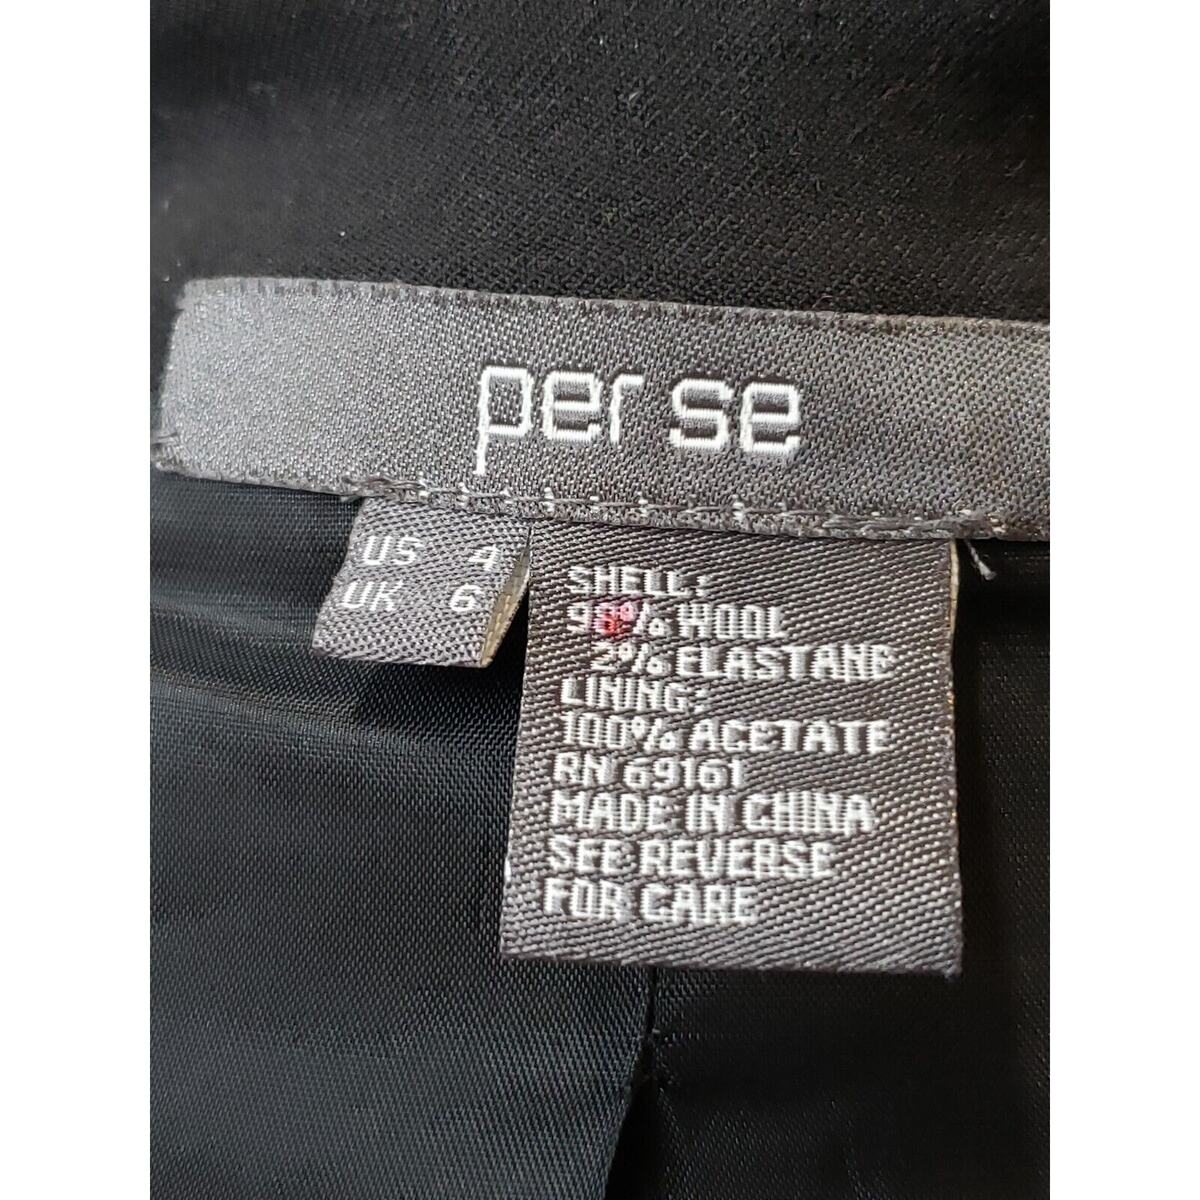 per se
US 4
UK 6
SHELL:
98% WOOL
2% ELASTANE
LINING:
100% ACETATE
RN 69161
MADE IN CHINA
SEE REVERSE
FOR CARE